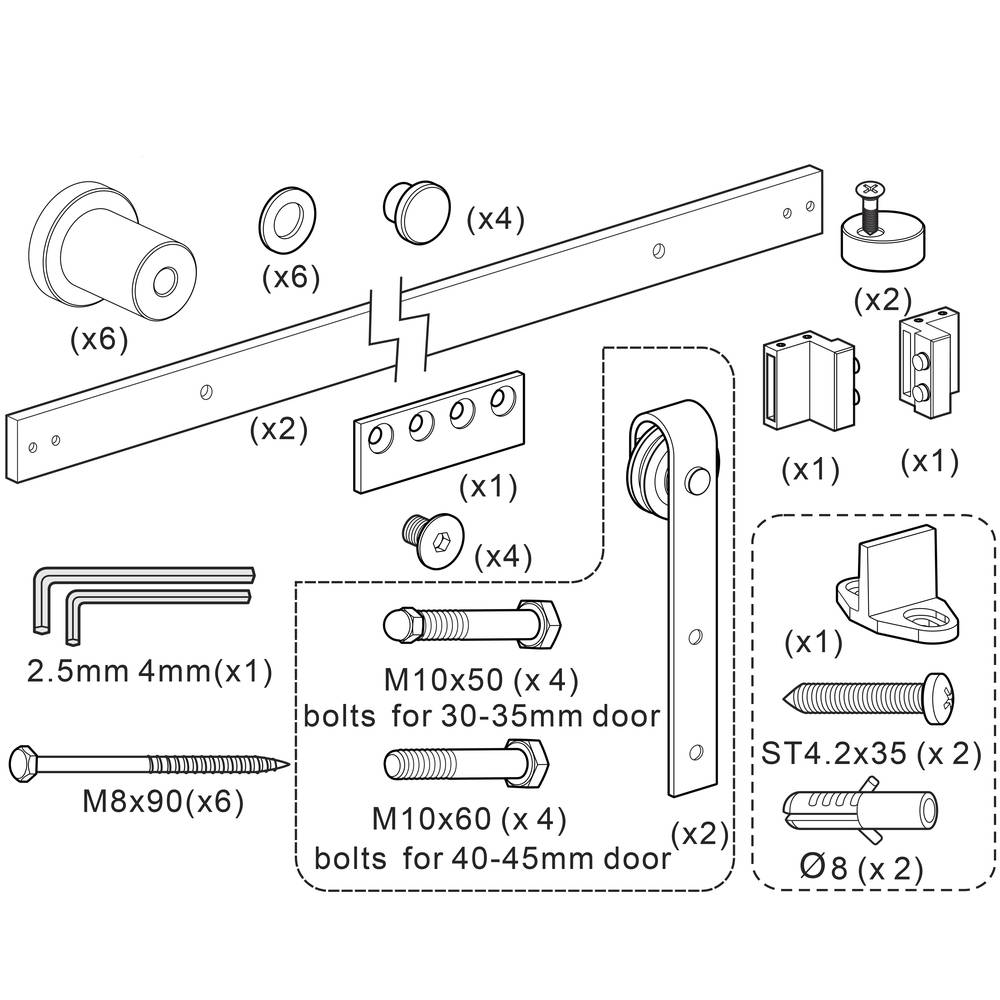 (x4)
(x6)
(x6)
(x2)
(x2)
(x1)
(x1)
(x1)
(x4)
2.5mm 4mm(x1)
M8x90(x6)
M10x50 (x 4)
bolts for 30-35mm door
M10x60 (x 4)
bolts for 40-45mm door
(x2)
(x1)
ST4.2x35 (x 2)
Ø8 (x 2)